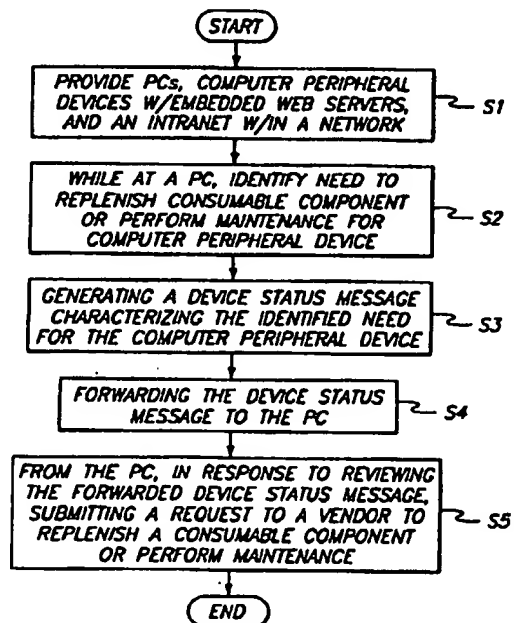 START
PROVIDE PCs, COMPUTER PERIPHERAL
DEVICES W/EMBEDDED WEB SERVERS,
AND AN INTRANET W/IN A NETWORK
S1
WHILE AT A PC, IDENTIFY NEED TO
REPLENISH CONSUMABLE COMPONENT
OR PERFORM MAINTENANCE FOR
COMPUTER PERIPHERAL DEVICE
S2
GENERATING A DEVICE STATUS MESSAGE
CHARACTERIZING THE IDENTIFIED NEED
FOR THE COMPUTER PERIPHERAL DEVICE
S3
FORWARDING THE DEVICE STATUS
MESSAGE TO THE PC
S4
FROM THE PC, IN RESPONSE TO REVIEWING
THE FORWARDED DEVICE STATUS MESSAGE,
SUBMITTING A REQUEST TO A VENDOR TO
REPLENISH A CONSUMABLE COMPONENT
OR PERFORM MAINTENANCE
S5
END